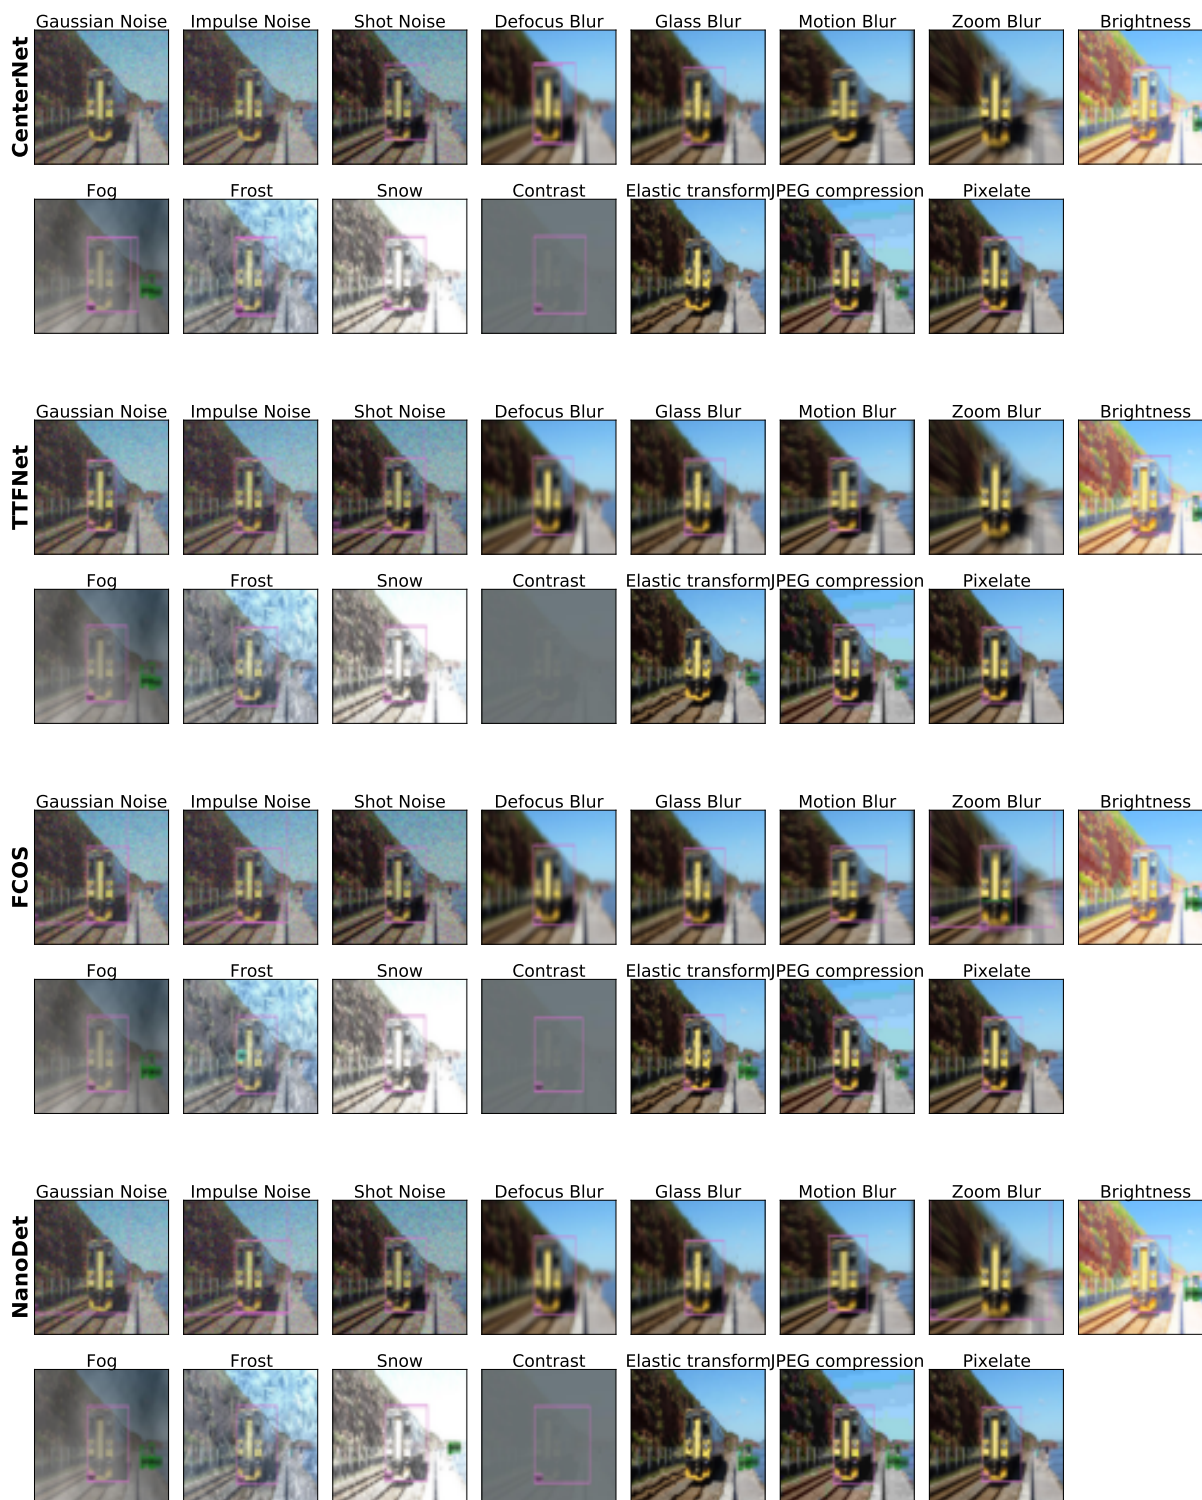 Gaussian Noise Impulse Noise Shot Noise Defocus Blur Glass Blur Motion Blur Zoom Blur Brightness
CenterNet
Fog Frost Snow Contrast Elastic transform JPEG compression Pixelate
Gaussian Noise Impulse Noise Shot Noise Defocus Blur Glass Blur Motion Blur Zoom Blur Brightness
TTFNet
Fog Frost Snow Contrast Elastic transform JPEG compression Pixelate
Gaussian Noise Impulse Noise Shot Noise Defocus Blur Glass Blur Motion Blur Zoom Blur Brightness
FCOS
Fog Frost Snow Contrast Elastic transform JPEG compression Pixelate
Gaussian Noise Impulse Noise Shot Noise Defocus Blur Glass Blur Motion Blur Zoom Blur Brightness
NanoDet
Fog Frost Snow Contrast Elastic transform JPEG compression Pixelate